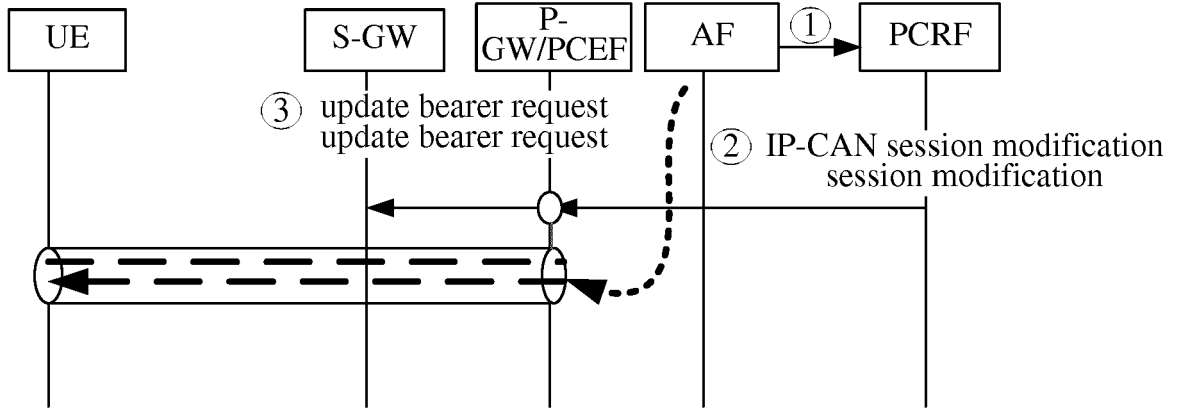 UE
S-GW
P-
GW/PCEF
AF
1
PCRF
3 update bearer request
update bearer request
2 IP-CAN session modification
session modification